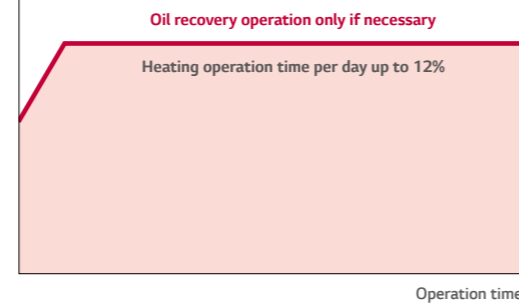 Oil recovery operation only if necessary
Heating operation time per day up to 12%
Operation time